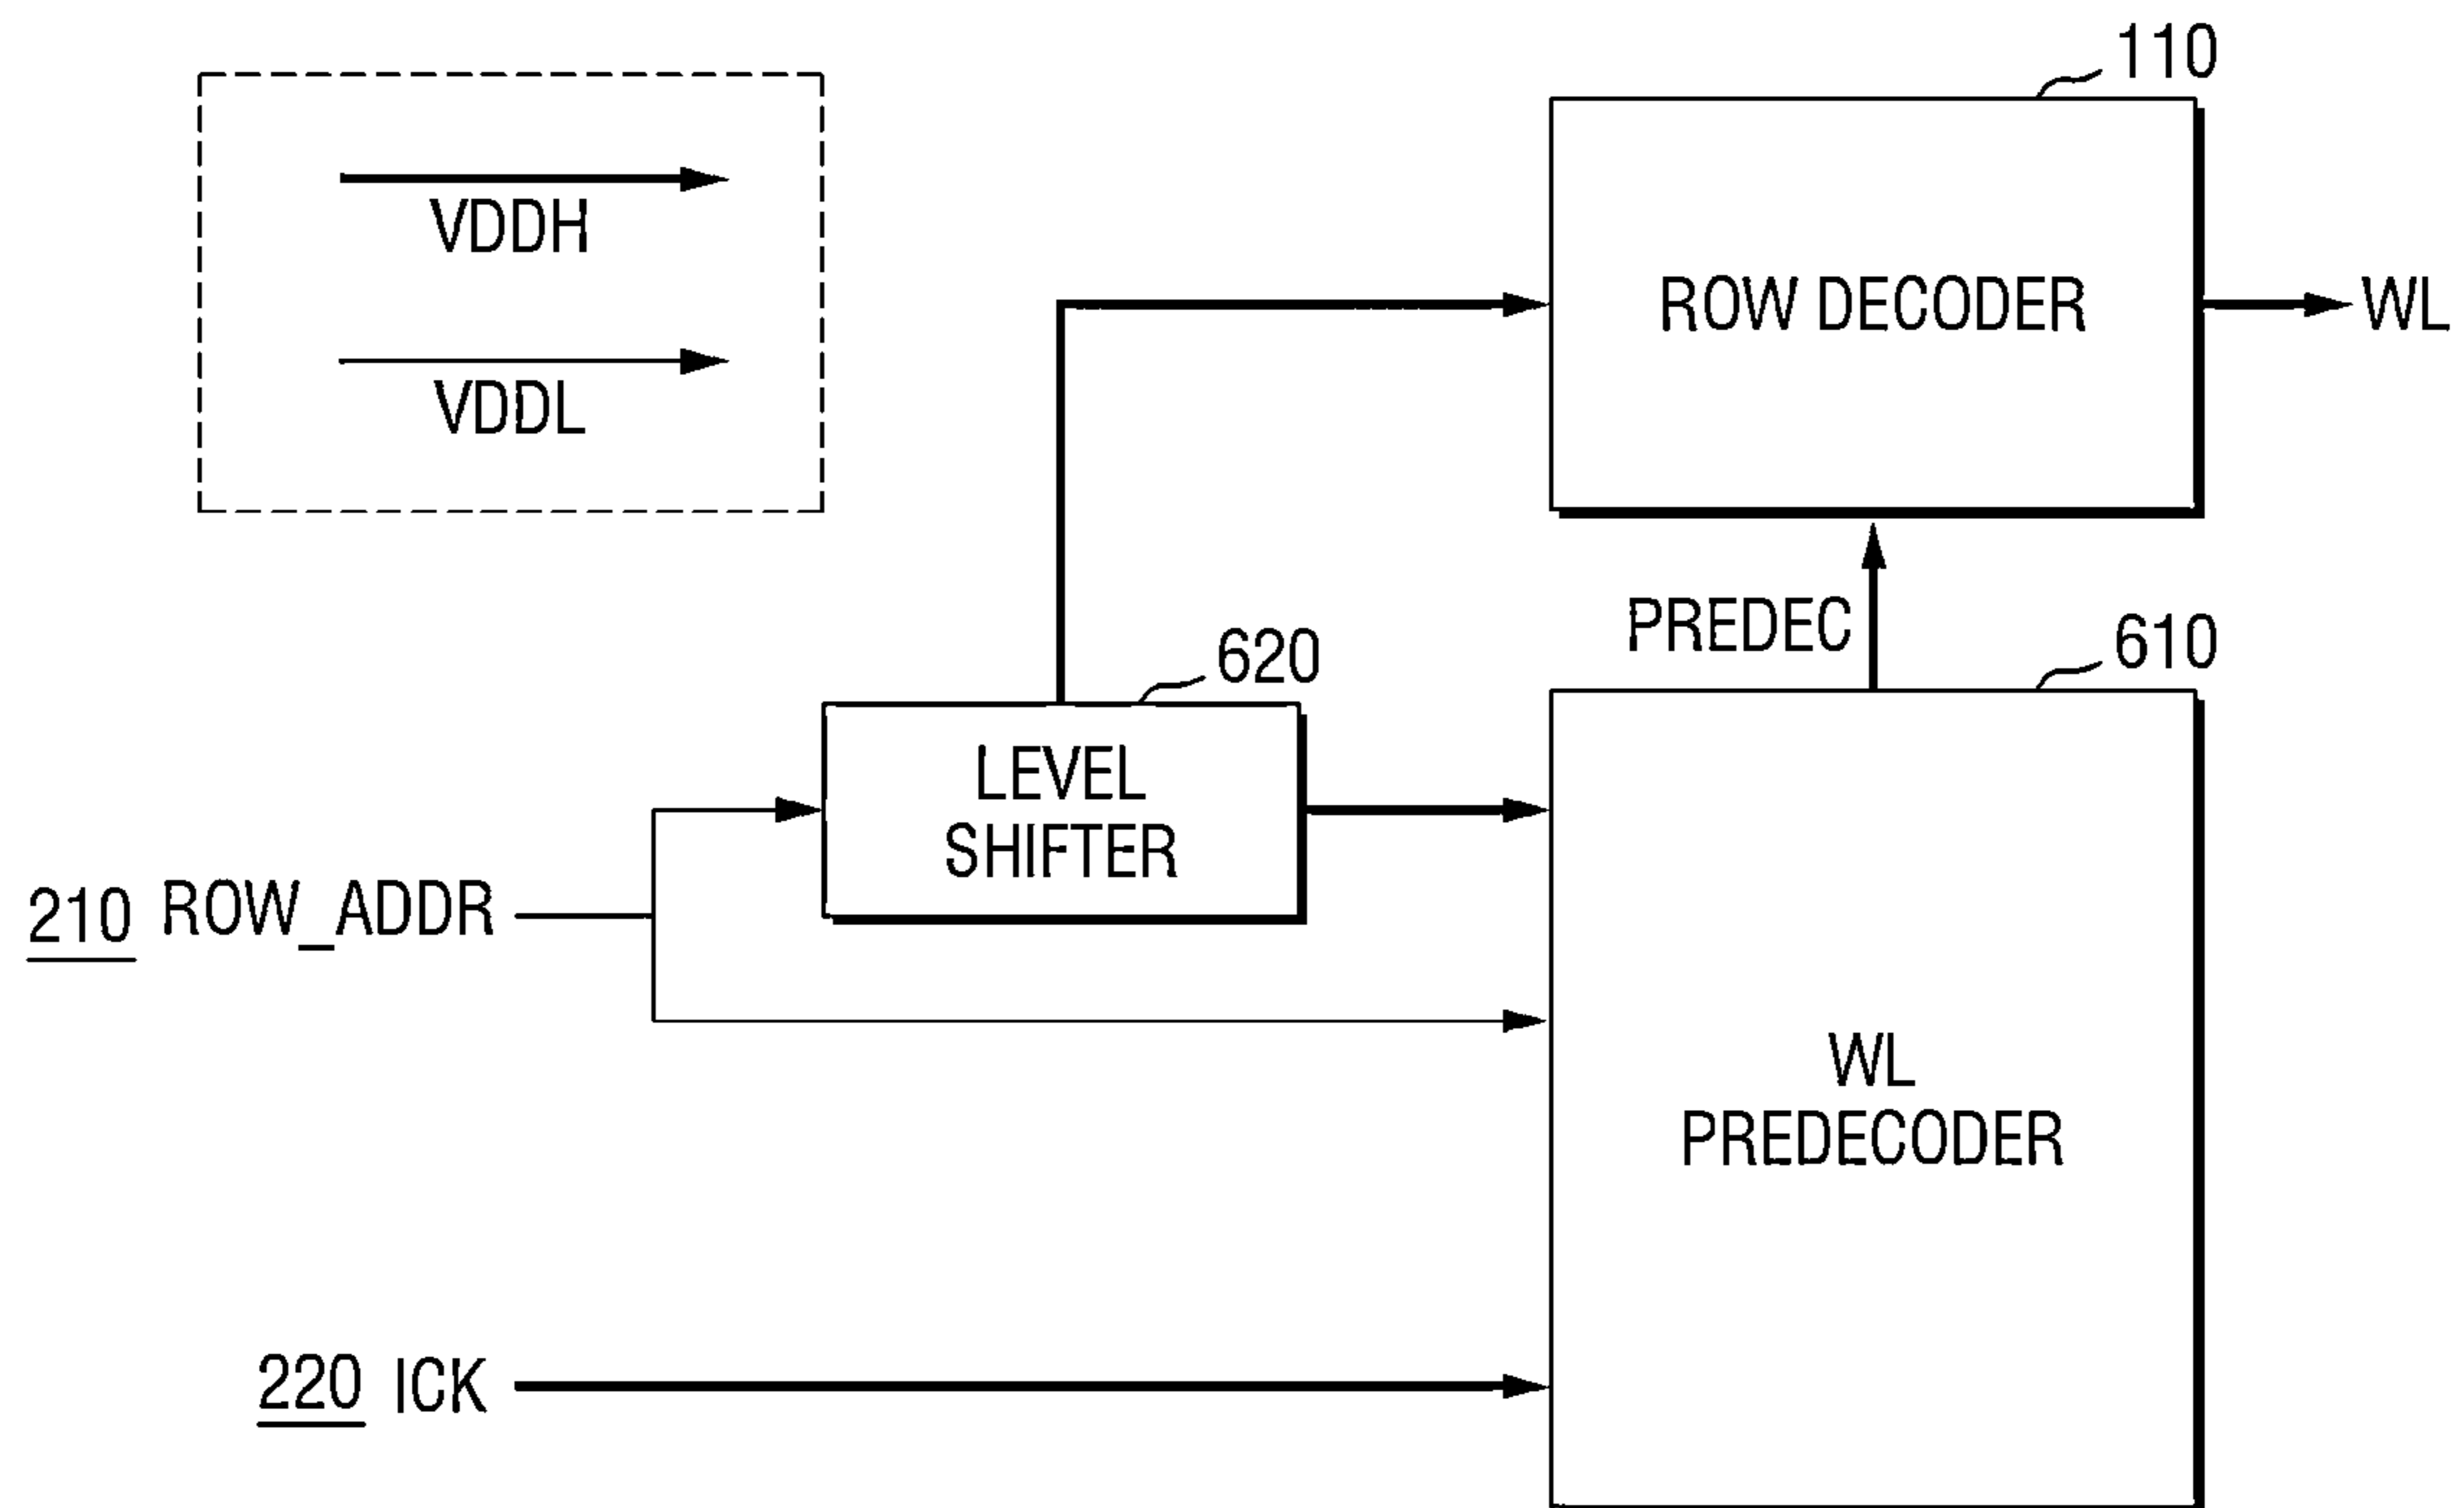 110
VDDH
ROW DECODER
WL
VDDL
PREDEC
620
610
LEVEL
SHIFTER
210 ROW_ADDR
WL
PREDECODER
220 ICK